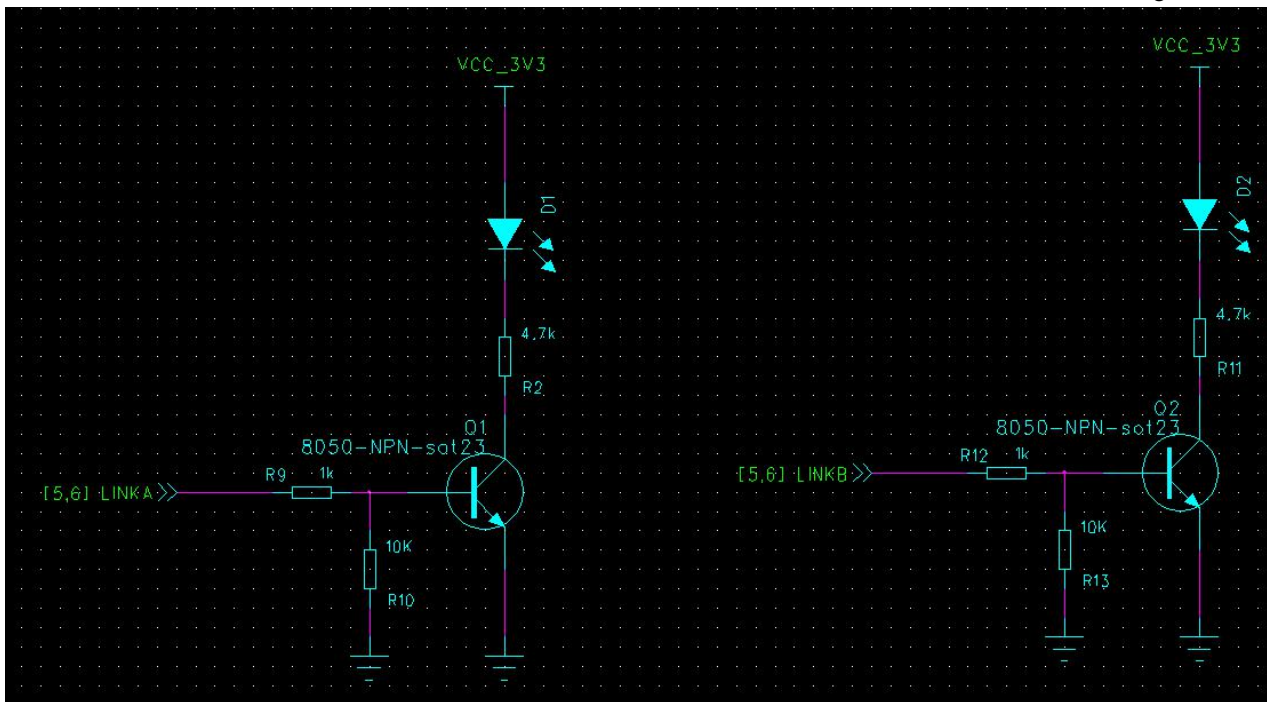 VCC_3V3
D1
4.7k
R2
Q1
8050-NPN-sot23
R9 1k
[5,6] LINKA
10K
R10
VCC_3V3
D2
4.7k
R11
Q2
8050-NPN-sot23
R12 1k
[5,6] LINKB
10K
R13